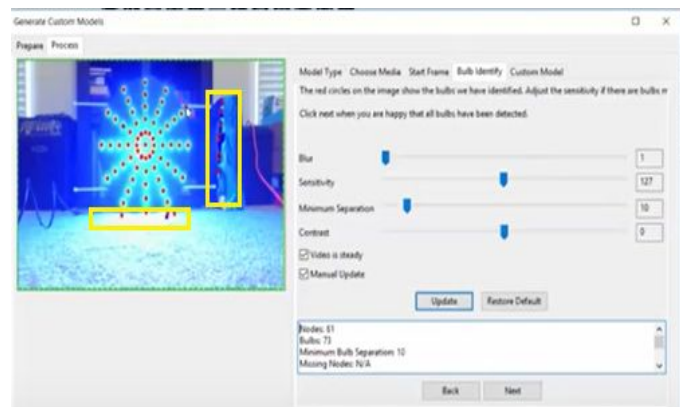 Generate Custom Models
Prepare Process
Model Type Choose Media Start Frame Bulb Identify Custom Model
The red circles on the image show the bulbs we have identified. Adjust the sensitivity if there are bulbs m
Click next when you are happy that all bulbs have been detected.
Blur 1
Sensitivity 127
Minimum Separation 10
Contrast 0
Video is steady
Manual Update
Update Restore Default
Nodes: 61
Bulbs: 73
Minimum Bulb Separation: 10
Missing Nodes: N/A
Back Next